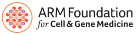 ARM Foundation
for Cell & Gene Medicine